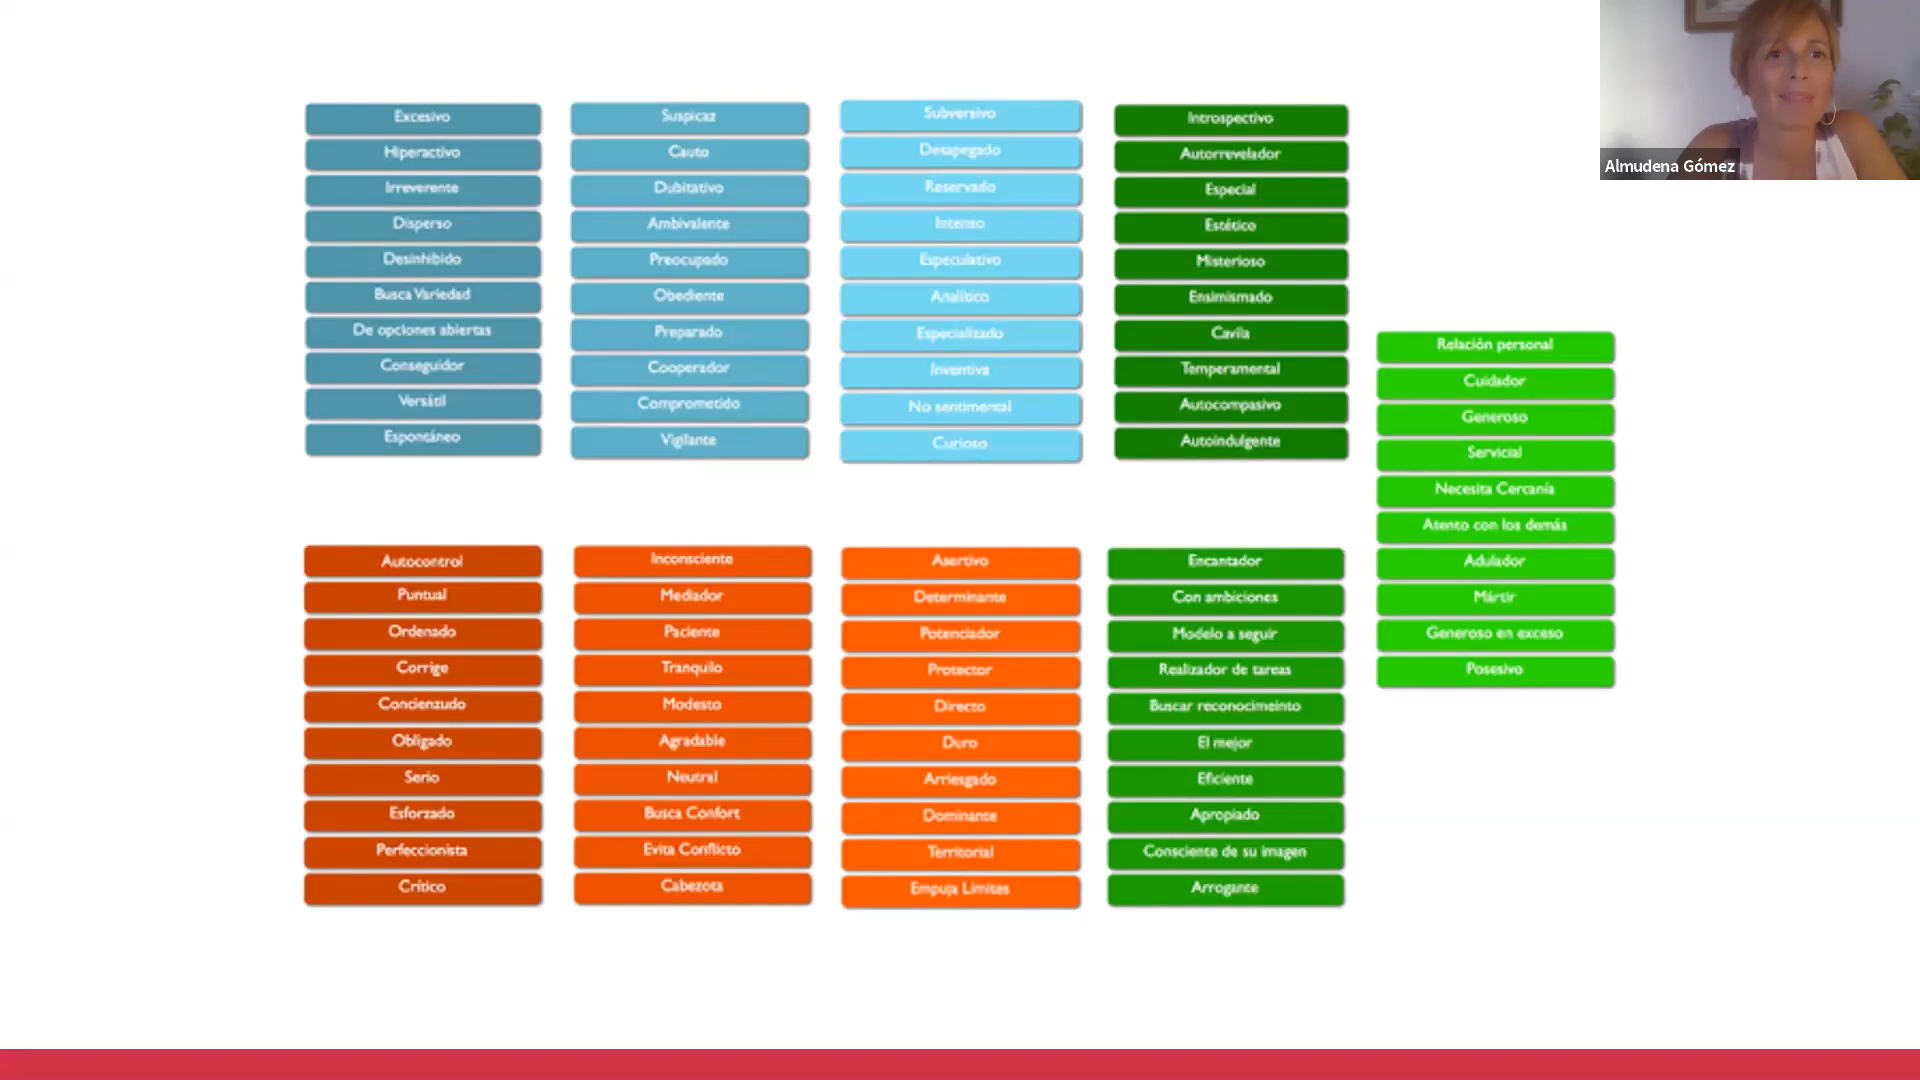 Excesivo
Hiperactivo
Irreverente
Disperso
Desinhibido
Busca Variedad
De opciones abiertas
Conseguidor
Versátil
Espontáneo
Suspicaz
Cauto
Dubitativo
Ambivalente
Preocupado
Obediente
Preparado
Cooperador
Comprometido
Vigilante
Subversivo
Desapegado
Reservado
Intenso
Especulativo
Analítico
Especializado
Inventiva
No sentimental
Curioso
Introspectivo
Autorrevelador
Especial
Estético
Misterioso
Ensimismado
Cavila
Temperamental
Autocompasivo
Autoindulgente
Relación personal
Cuidador
Generoso
Servicial
Necesita Cercanía
Atento con los demás
Adulador
Mártir
Generoso en exceso
Posesivo
Autocontrol
Puntual
Ordenado
Corrige
Concienzudo
Obligado
Serio
Esforzado
Perfeccionista
Crítico
Inconsciente
Mediador
Paciente
Tranquilo
Modesto
Agradable
Neutral
Busca Confort
Evita Conflicto
Cabezota
Asertivo
Determinante
Potenciador
Protector
Directo
Duro
Arriesgado
Dominante
Territorial
Empuja Limites
Encantador
Con ambiciones
Modelo a seguir
Realizador de tareas
Buscar reconocimeinto
El mejor
Eficiente
Apropiado
Consciente de su imagen
Arrogante
Almudena Gómez